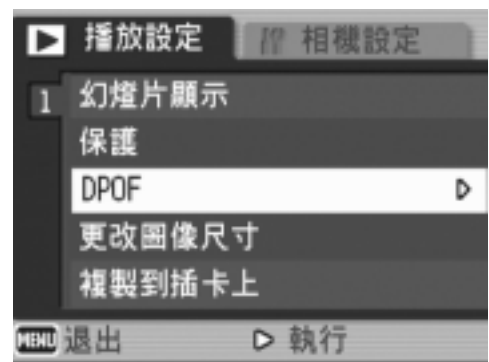 播放設定 相機設定
1 幻燈片顯示
保護
DPOF
更改圖像尺寸
複製到插卡上
MENU 退出 執行